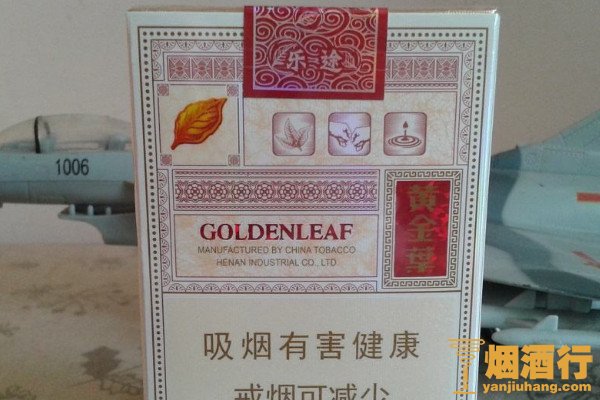 乐途
1006
黄金叶
GOLDENLEAF
MANUFACTURED BY CHINA TOBACCO
HENAN INDUSTRIAL CO., LTD
吸烟有害健康
戒烟可减少
烟酒行
yanjiuhang.com